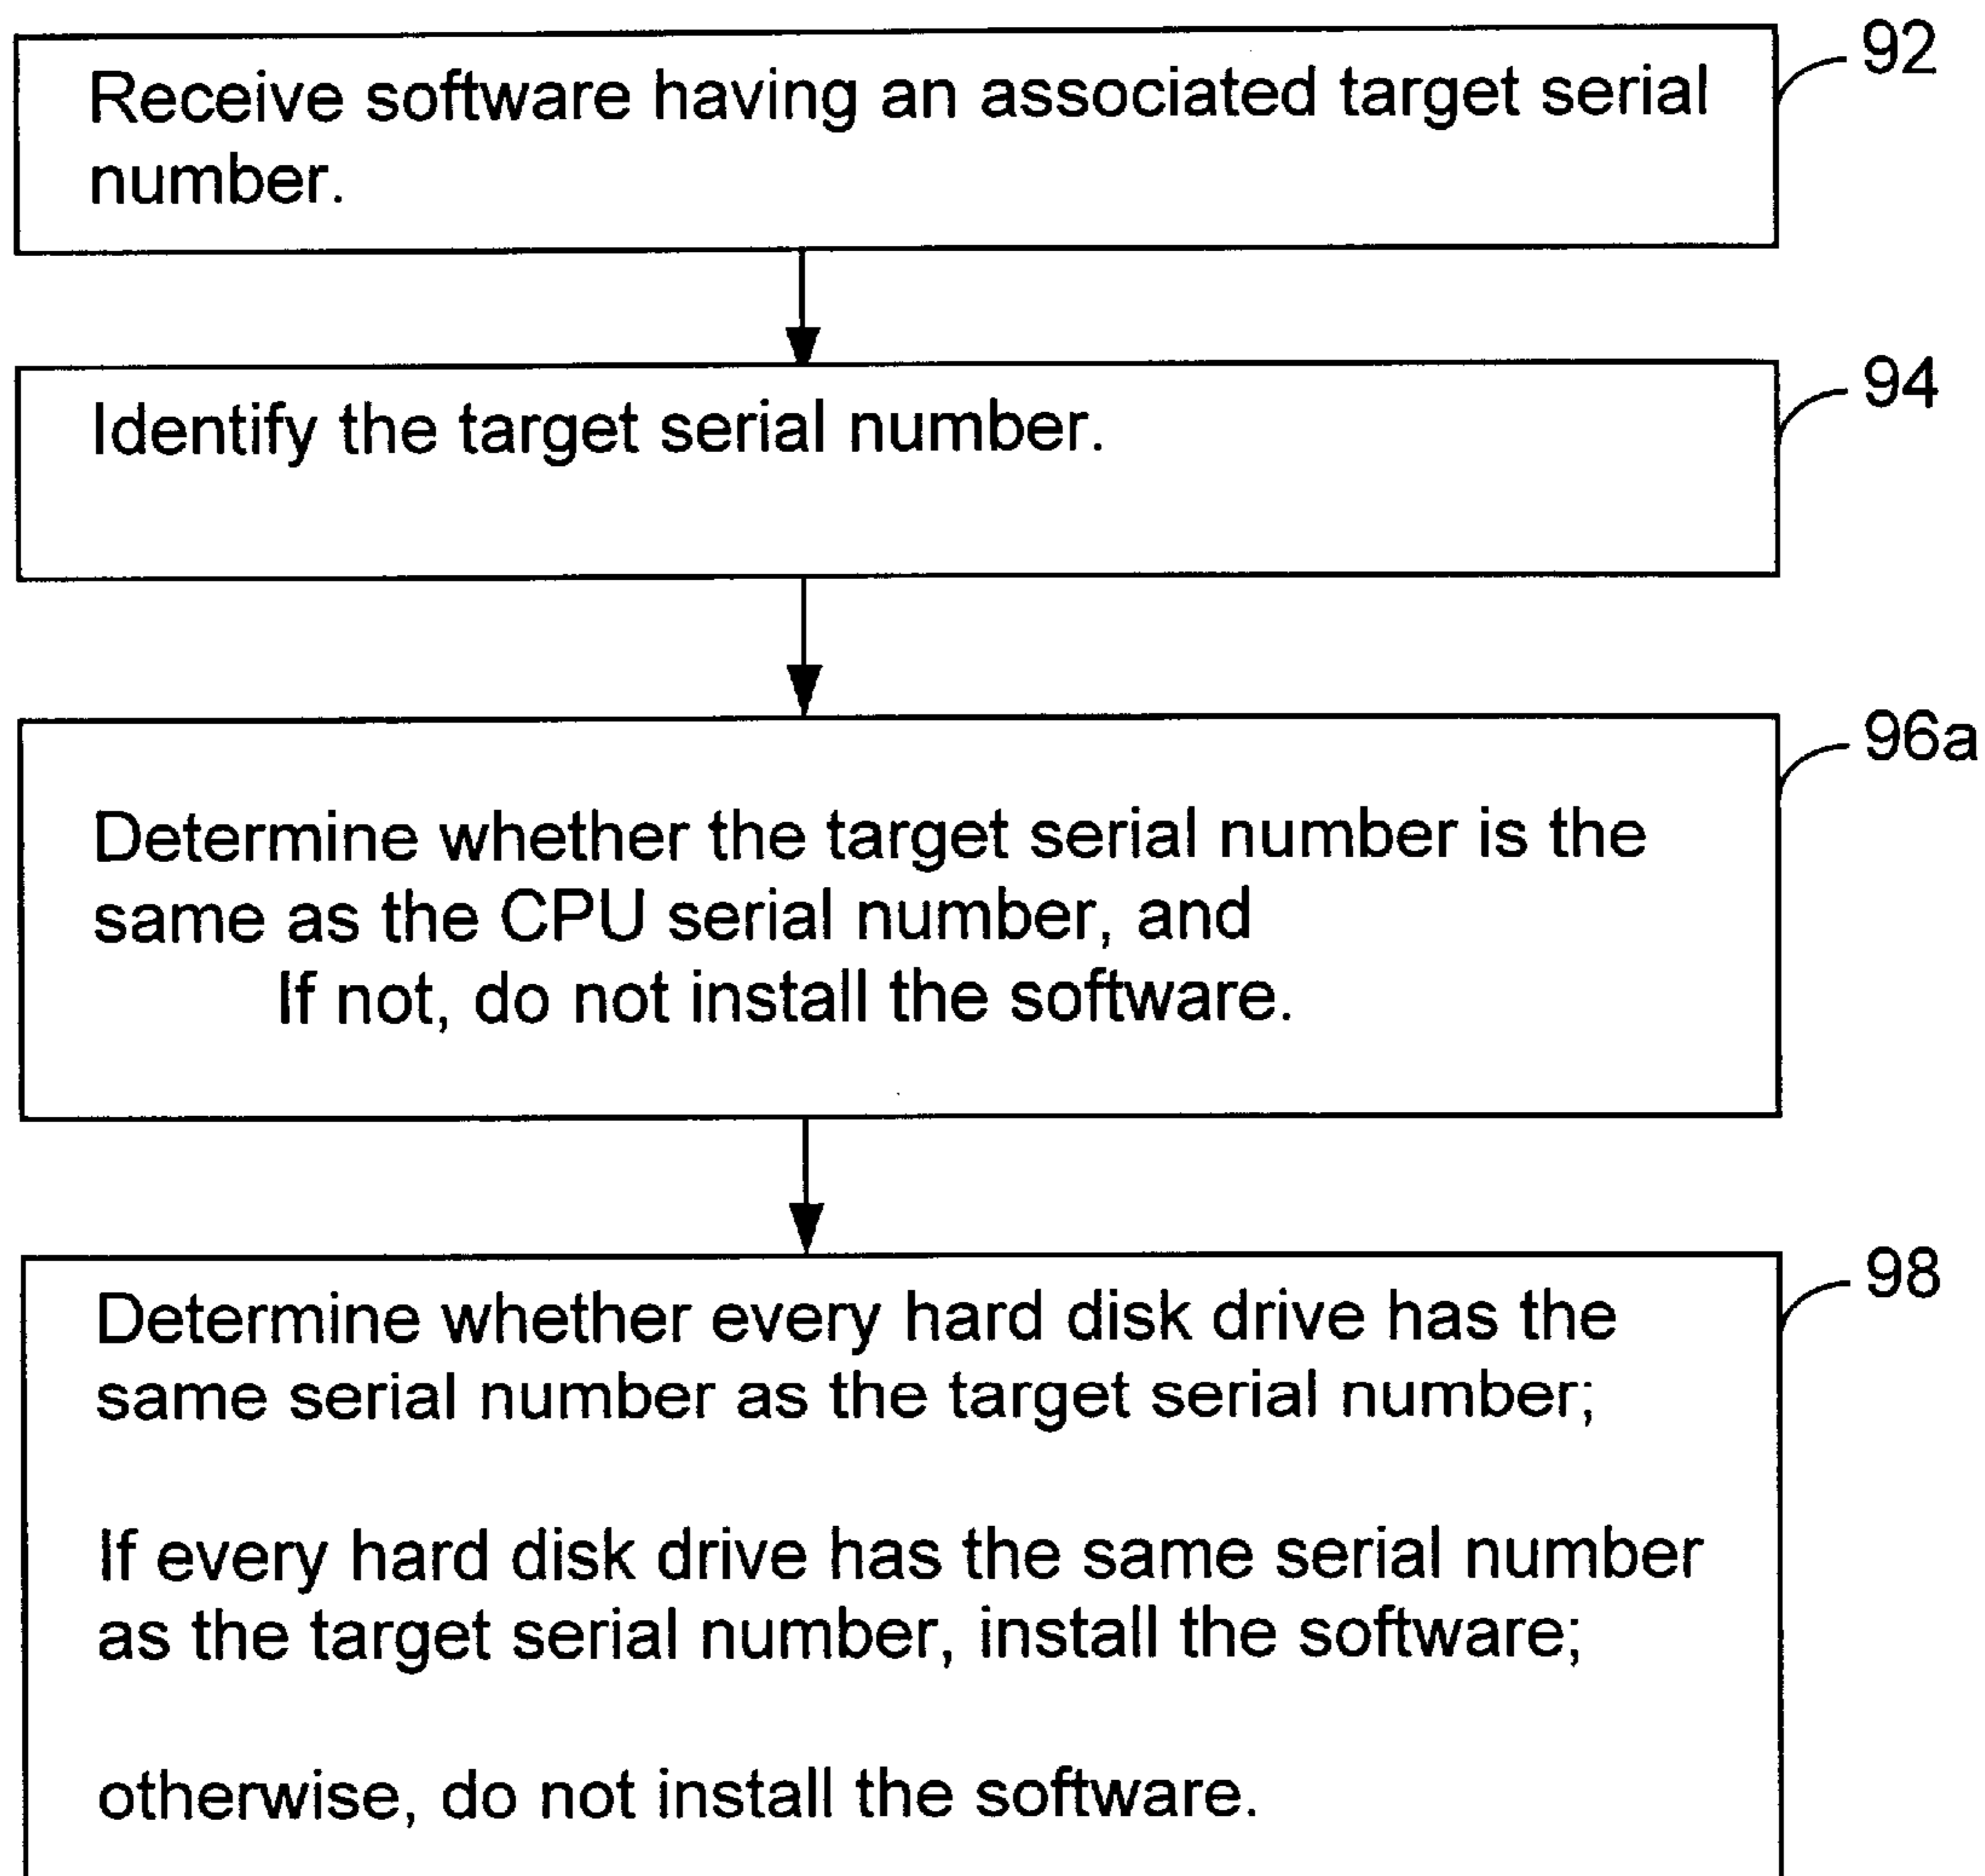 92
Receive software having an associated target serial
number.
94
Identify the target serial number.
96a
Determine whether the target serial number is the
same as the CPU serial number, and
If not, do not install the software.
98
Determine whether every hard disk drive has the
same serial number as the target serial number;
If every hard disk drive has the same serial number
as the target serial number, install the software;
otherwise, do not install the software.